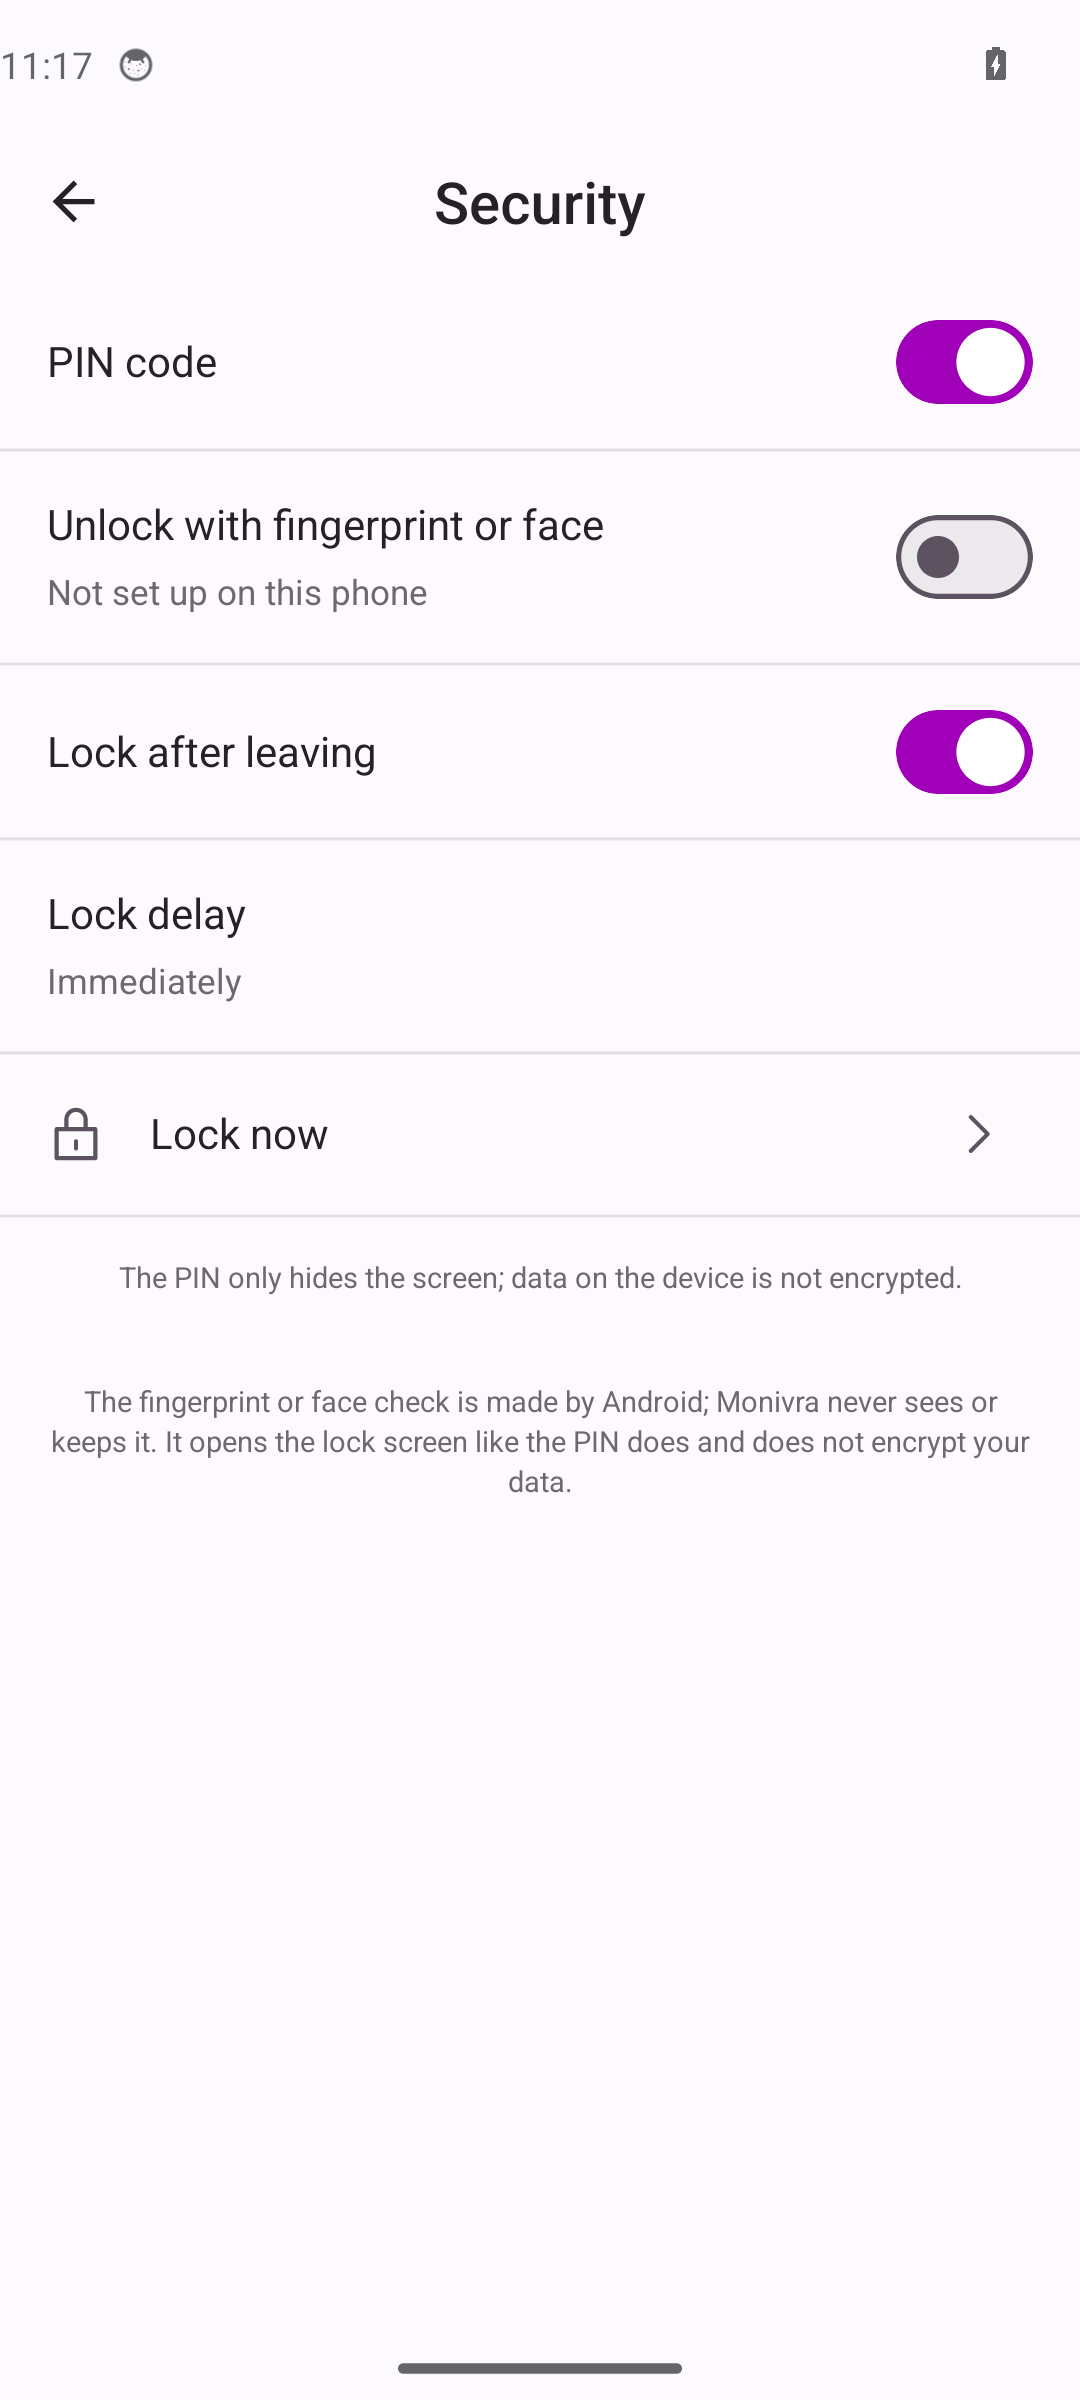 11:17
Security
PIN code
Unlock with fingerprint or face
Not set up on this phone
Lock after leaving
Lock delay
Immediately
Lock now
The PIN only hides the screen; data on the device is not encrypted.
The fingerprint or face check is made by Android; Monivra never sees or
keeps it. It opens the lock screen like the PIN does and does not encrypt your
data.